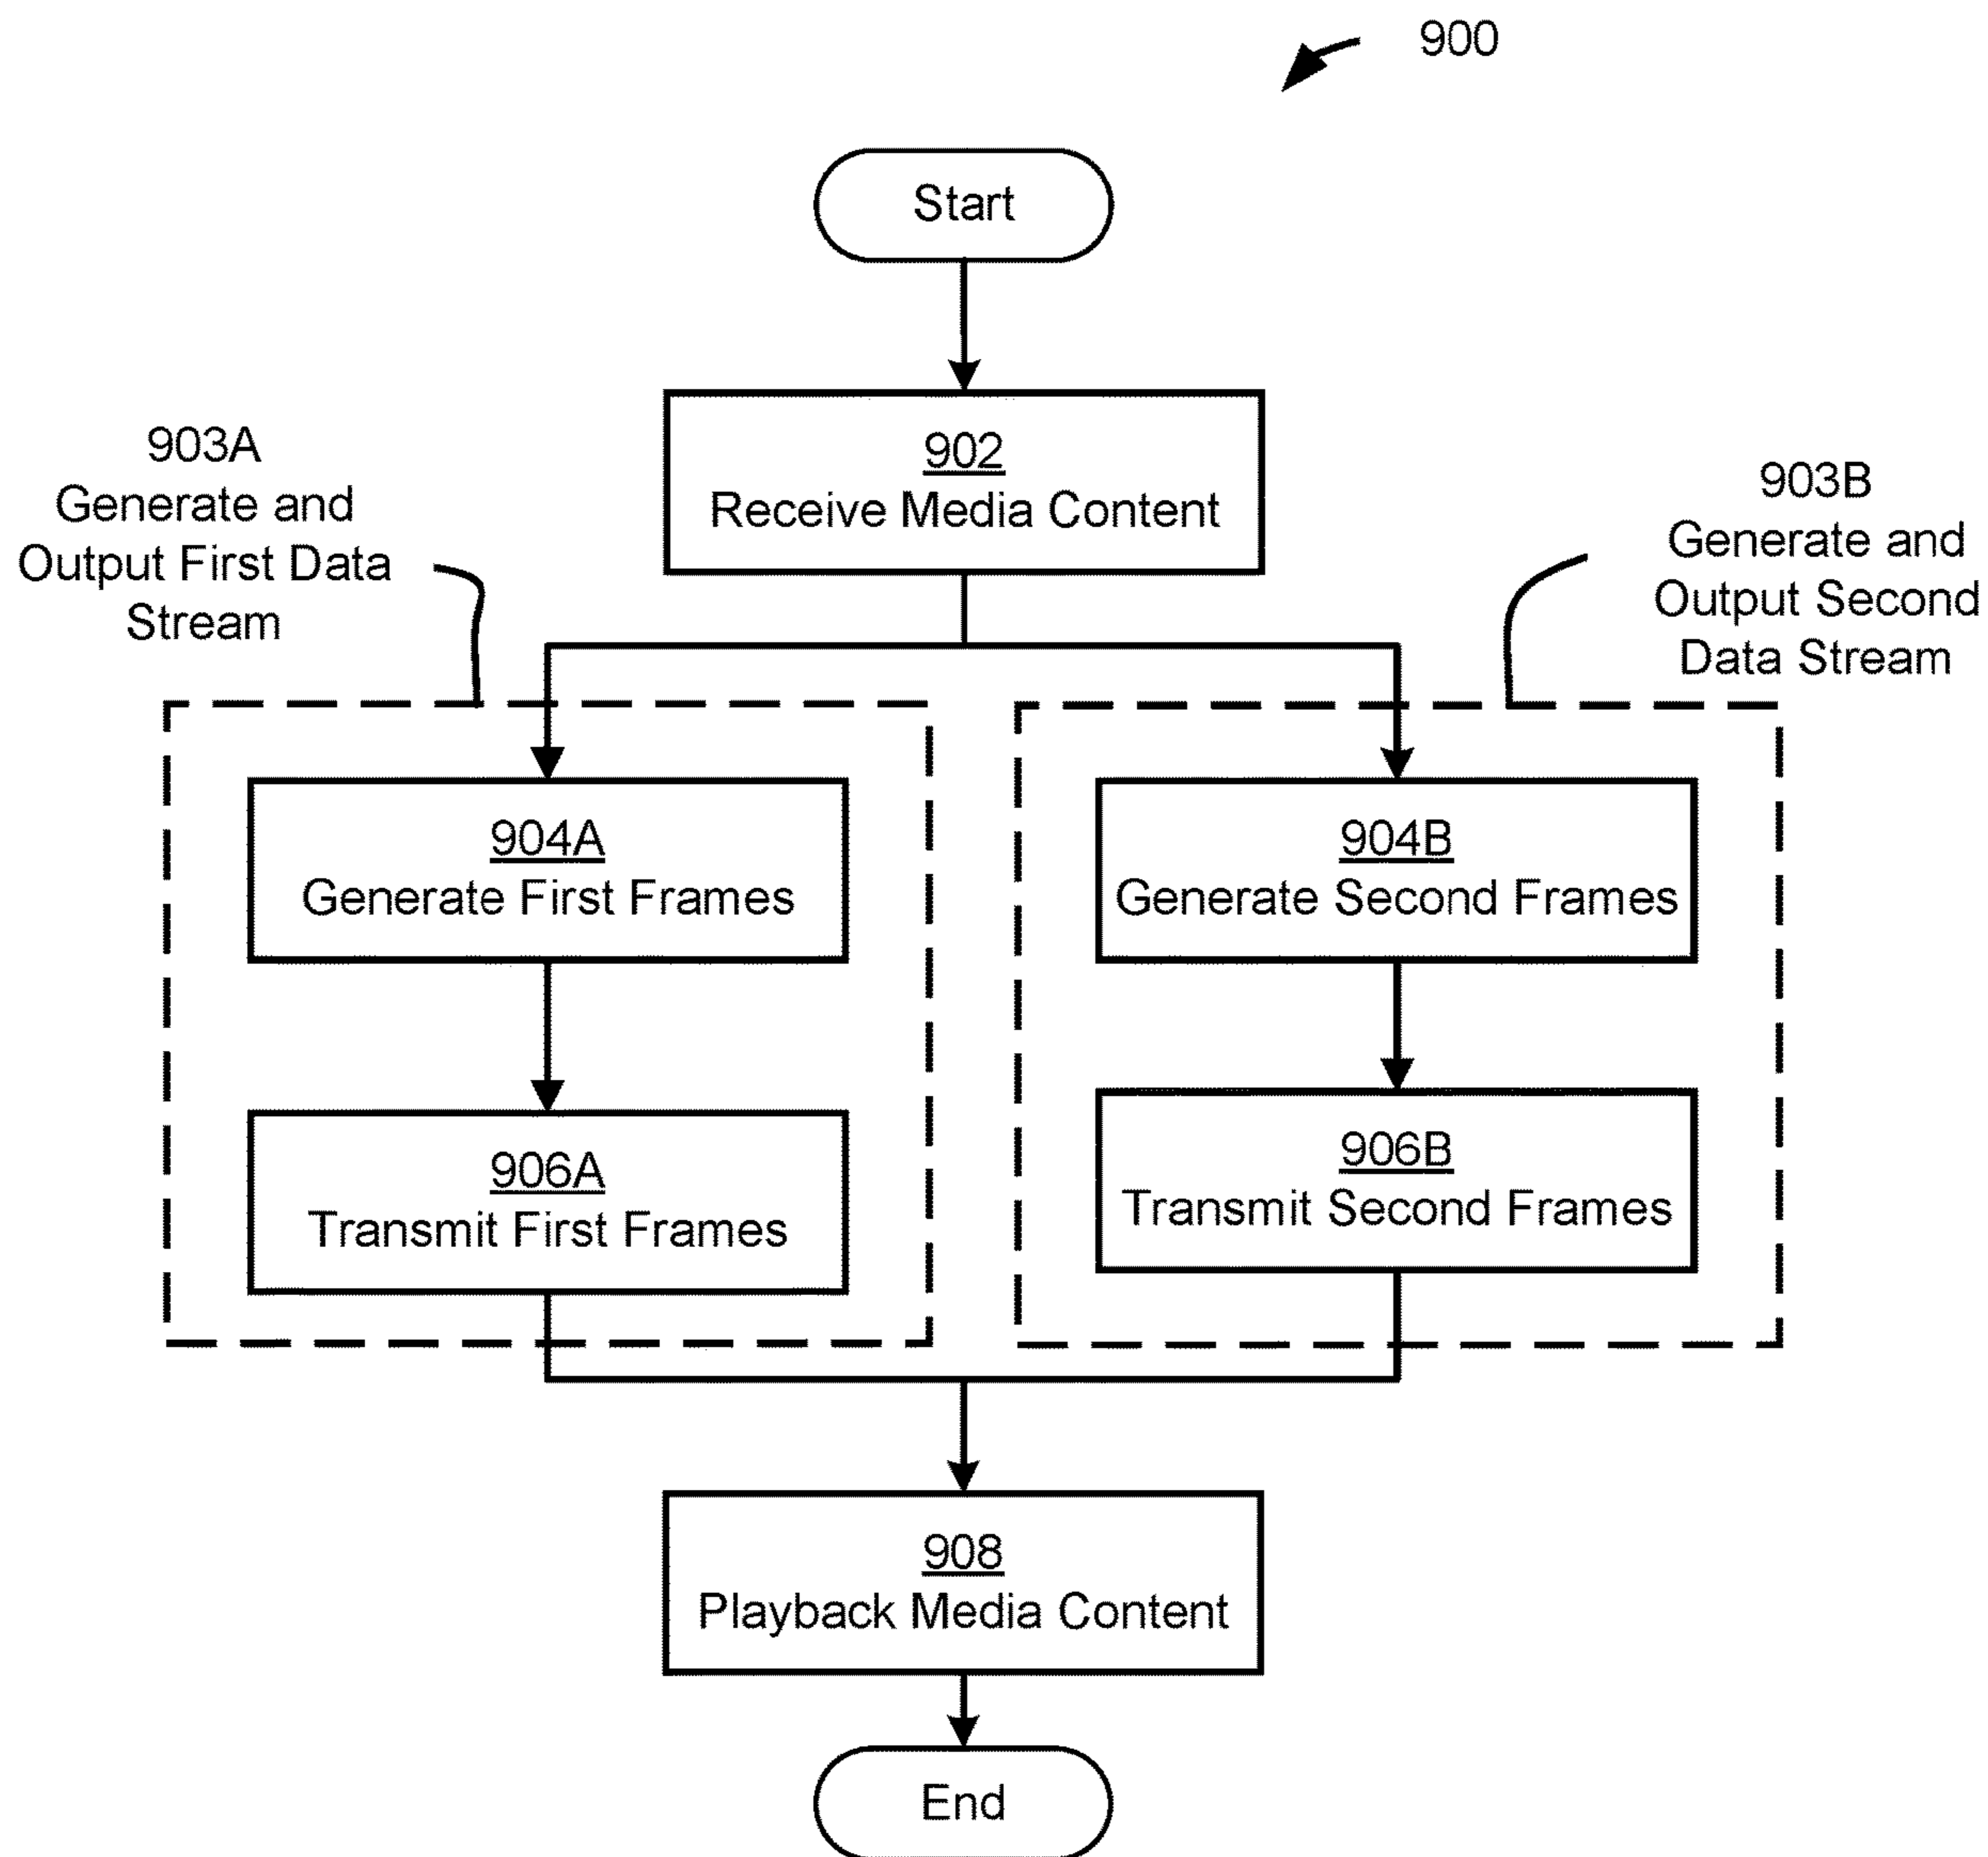 900
Start
902
Receive Media Content
903A
Generate and
Output First Data
Stream
903B
Generate and
Output Second
Data Stream
904A
Generate First Frames
904B
Generate Second Frames
906A
Transmit First Frames
906B
Transmit Second Frames
908
Playback Media Content
End